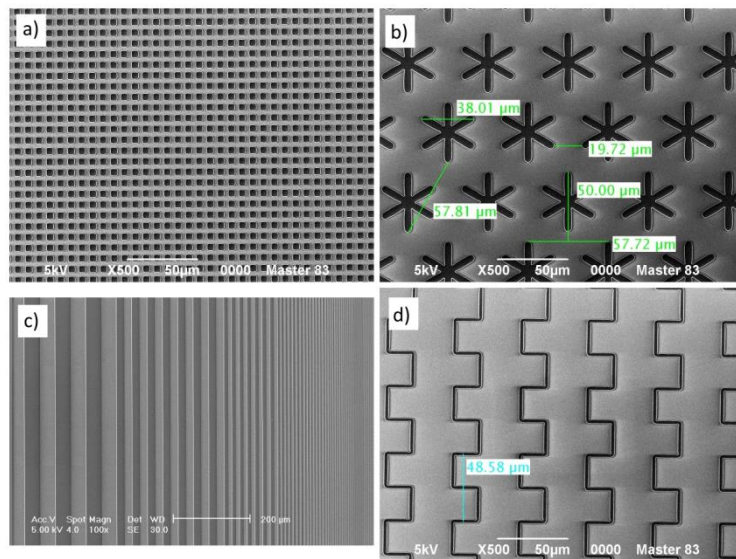 a)
5kV X500 50µm 0000 Master 83
b)
38.01 µm
19.72 µm
50.00 µm
57.81 µm
57.72 µm
5kV X500 50µm 0000 Master 83
c)
Acc.V Spot Magn Det WD
5.00 kV 4.0 100x SE 30.0 200 µm
d)
48.58 µm
5kV X500 50µm 0000 Master 83